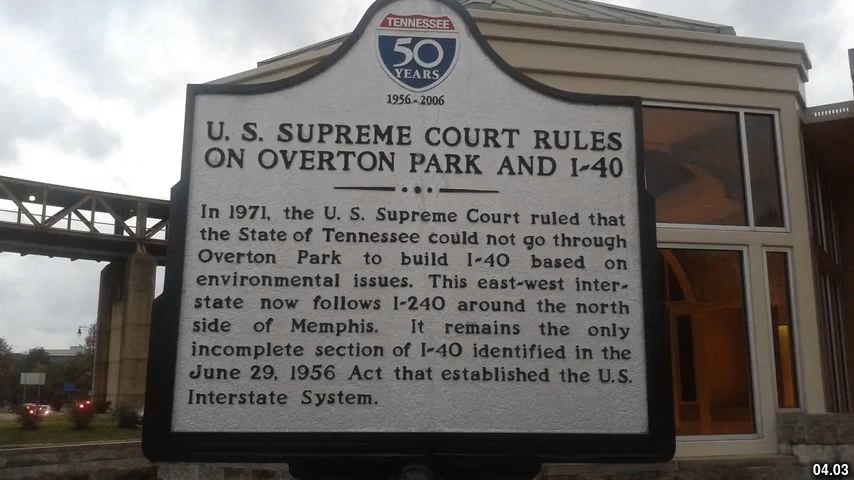 TENNESSEE
50
YEARS
1956-2006
U. S. SUPREME COURT RULES
ON OVERTON PARK AND I-40
In 1971, the U. S. Supreme Court ruled that
the State of Tennessee could not go through
Overton Park to build I-40 based on
environmental issues. This east-west inter-
state now follows I-240 around the north
side of Memphis. It remains the only
incomplete section of I-40 identified in the
June 29, 1956 Act that established the U.S.
Interstate System.
04.03